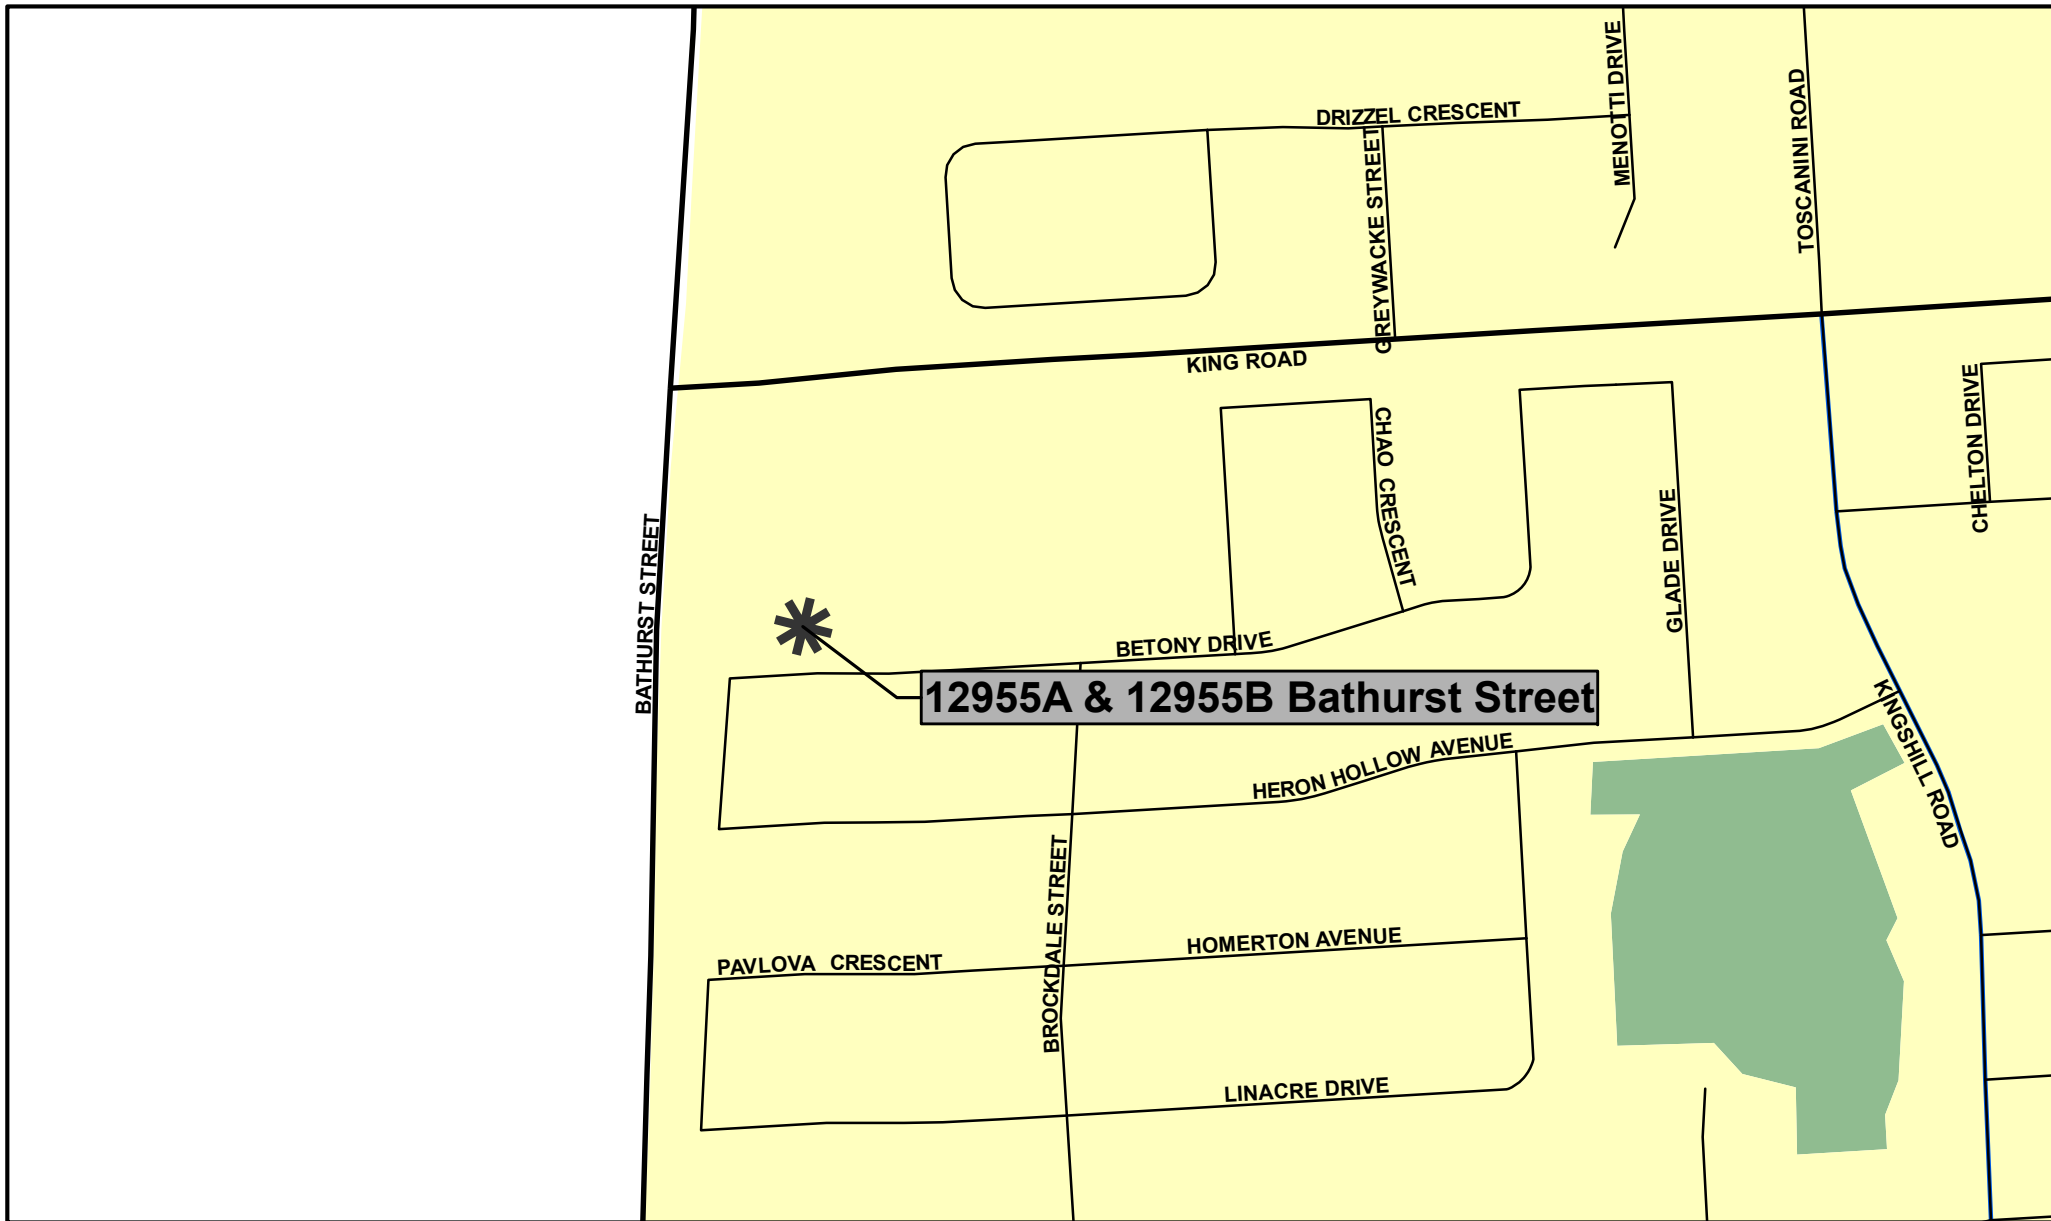 MENOTTI DRIVE
TOSCANINI ROAD
DRIZZEL CRESCENT
GREYWACKE STREET
KING ROAD
CHELTON DRIVE
CHAO CRESCENT
GLADE DRIVE
BATHURST STREET
BETONY DRIVE
12955A & 12955B Bathurst Street
KINGSHILL ROAD
HERON HOLLOW AVENUE
BROCKDALE STREET
HOMERTON AVENUE
PAVLOVA CRESCENT
LINACRE DRIVE